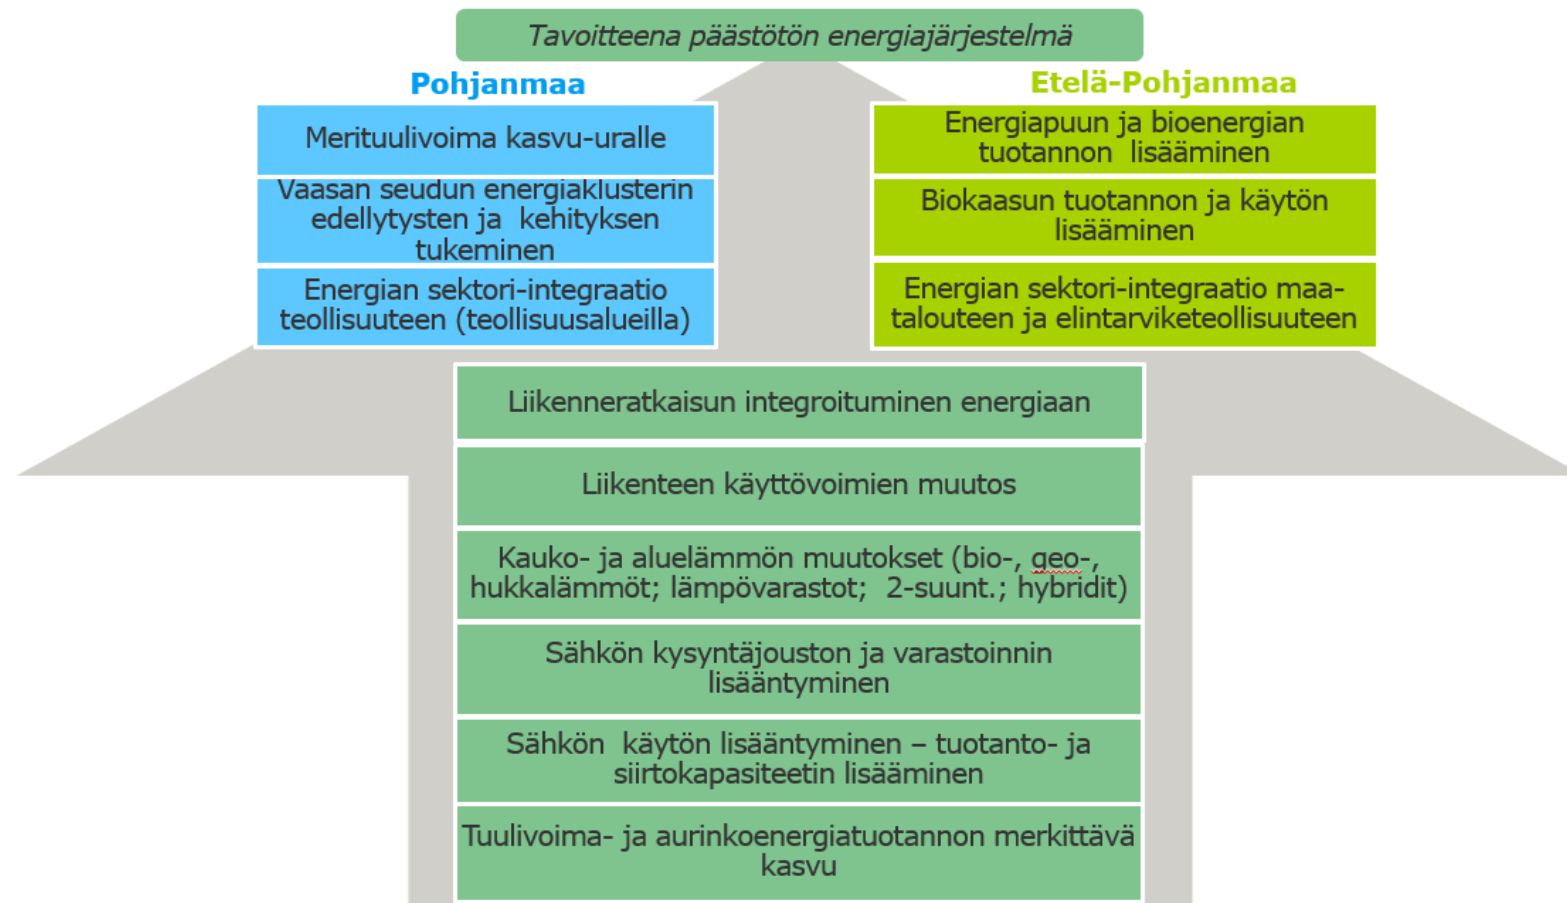 Tavoitteena päästötön energiajärjestelmä
Pohjanmaa
Merituulivoima kasvu-uralle
Vaasan seudun energiaklusterin
edellytysten ja  kehityksen
tukeminen
Energian sektori-integraatio
teollisuuteen (teollisuusalueilla)
Etelä-Pohjanmaa
Energiapuun ja bioenergian
tuotannon  lisääminen
Biokaasun tuotannon ja käytön
lisääminen
Energian sektori-integraatio maa-
talouteen ja elintarviketeollisuuteen
Liikenneratkaisun integroituminen energiaan
Liikenteen käyttövoimien muutos
Kauko- ja aluelämmön muutokset (bio-, geo-,
hukkalämmöt; lämpövarastot;  2-suunt.; hybridit)
Sähkön kysyntäjouston ja varastoinnin
lisääntyminen
Sähkön  käytön lisääntyminen – tuotanto- ja
siirtokapasiteetin lisääminen
Tuulivoima- ja aurinkoenergiatuotannon merkittävä
kasvu